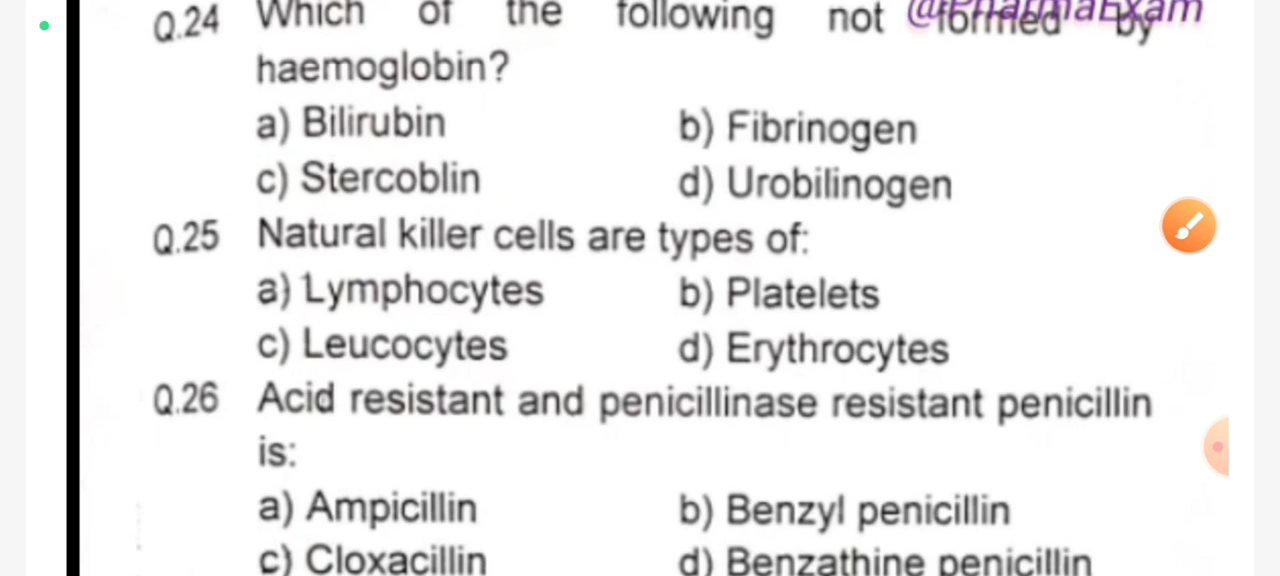 Q.24 Which of the following not formed by @PharmaExam
haemoglobin?
a) Bilirubin b) Fibrinogen
c) Stercoblin d) Urobilinogen
Q.25 Natural killer cells are types of:
a) Lymphocytes b) Platelets
c) Leucocytes d) Erythrocytes
Q.26 Acid resistant and penicillinase resistant penicillin
is:
a) Ampicillin b) Benzyl penicillin
c) Cloxacillin d) Benzathine penicillin